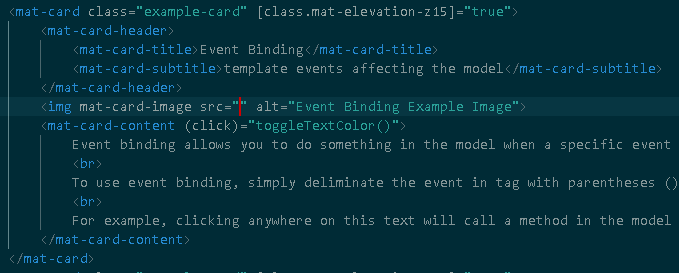 <mat-card class="example-card" [class.mat-elevation-z15]="true">
<mat-card-header>
<mat-card-title>Event Binding</mat-card-title>
<mat-card-subtitle>template events affecting the model</mat-card-subtitle>
</mat-card-header>
<img mat-card-image src="" alt="Event Binding Example Image">
<mat-card-content (click)="toggleTextColor()">
Event binding allows you to do something in the model when a specific event
<br>
To use event binding, simply deliminate the event in tag with parentheses ()
<br>
For example, clicking anywhere on this text will call a method in the model
</mat-card-content>
</mat-card>